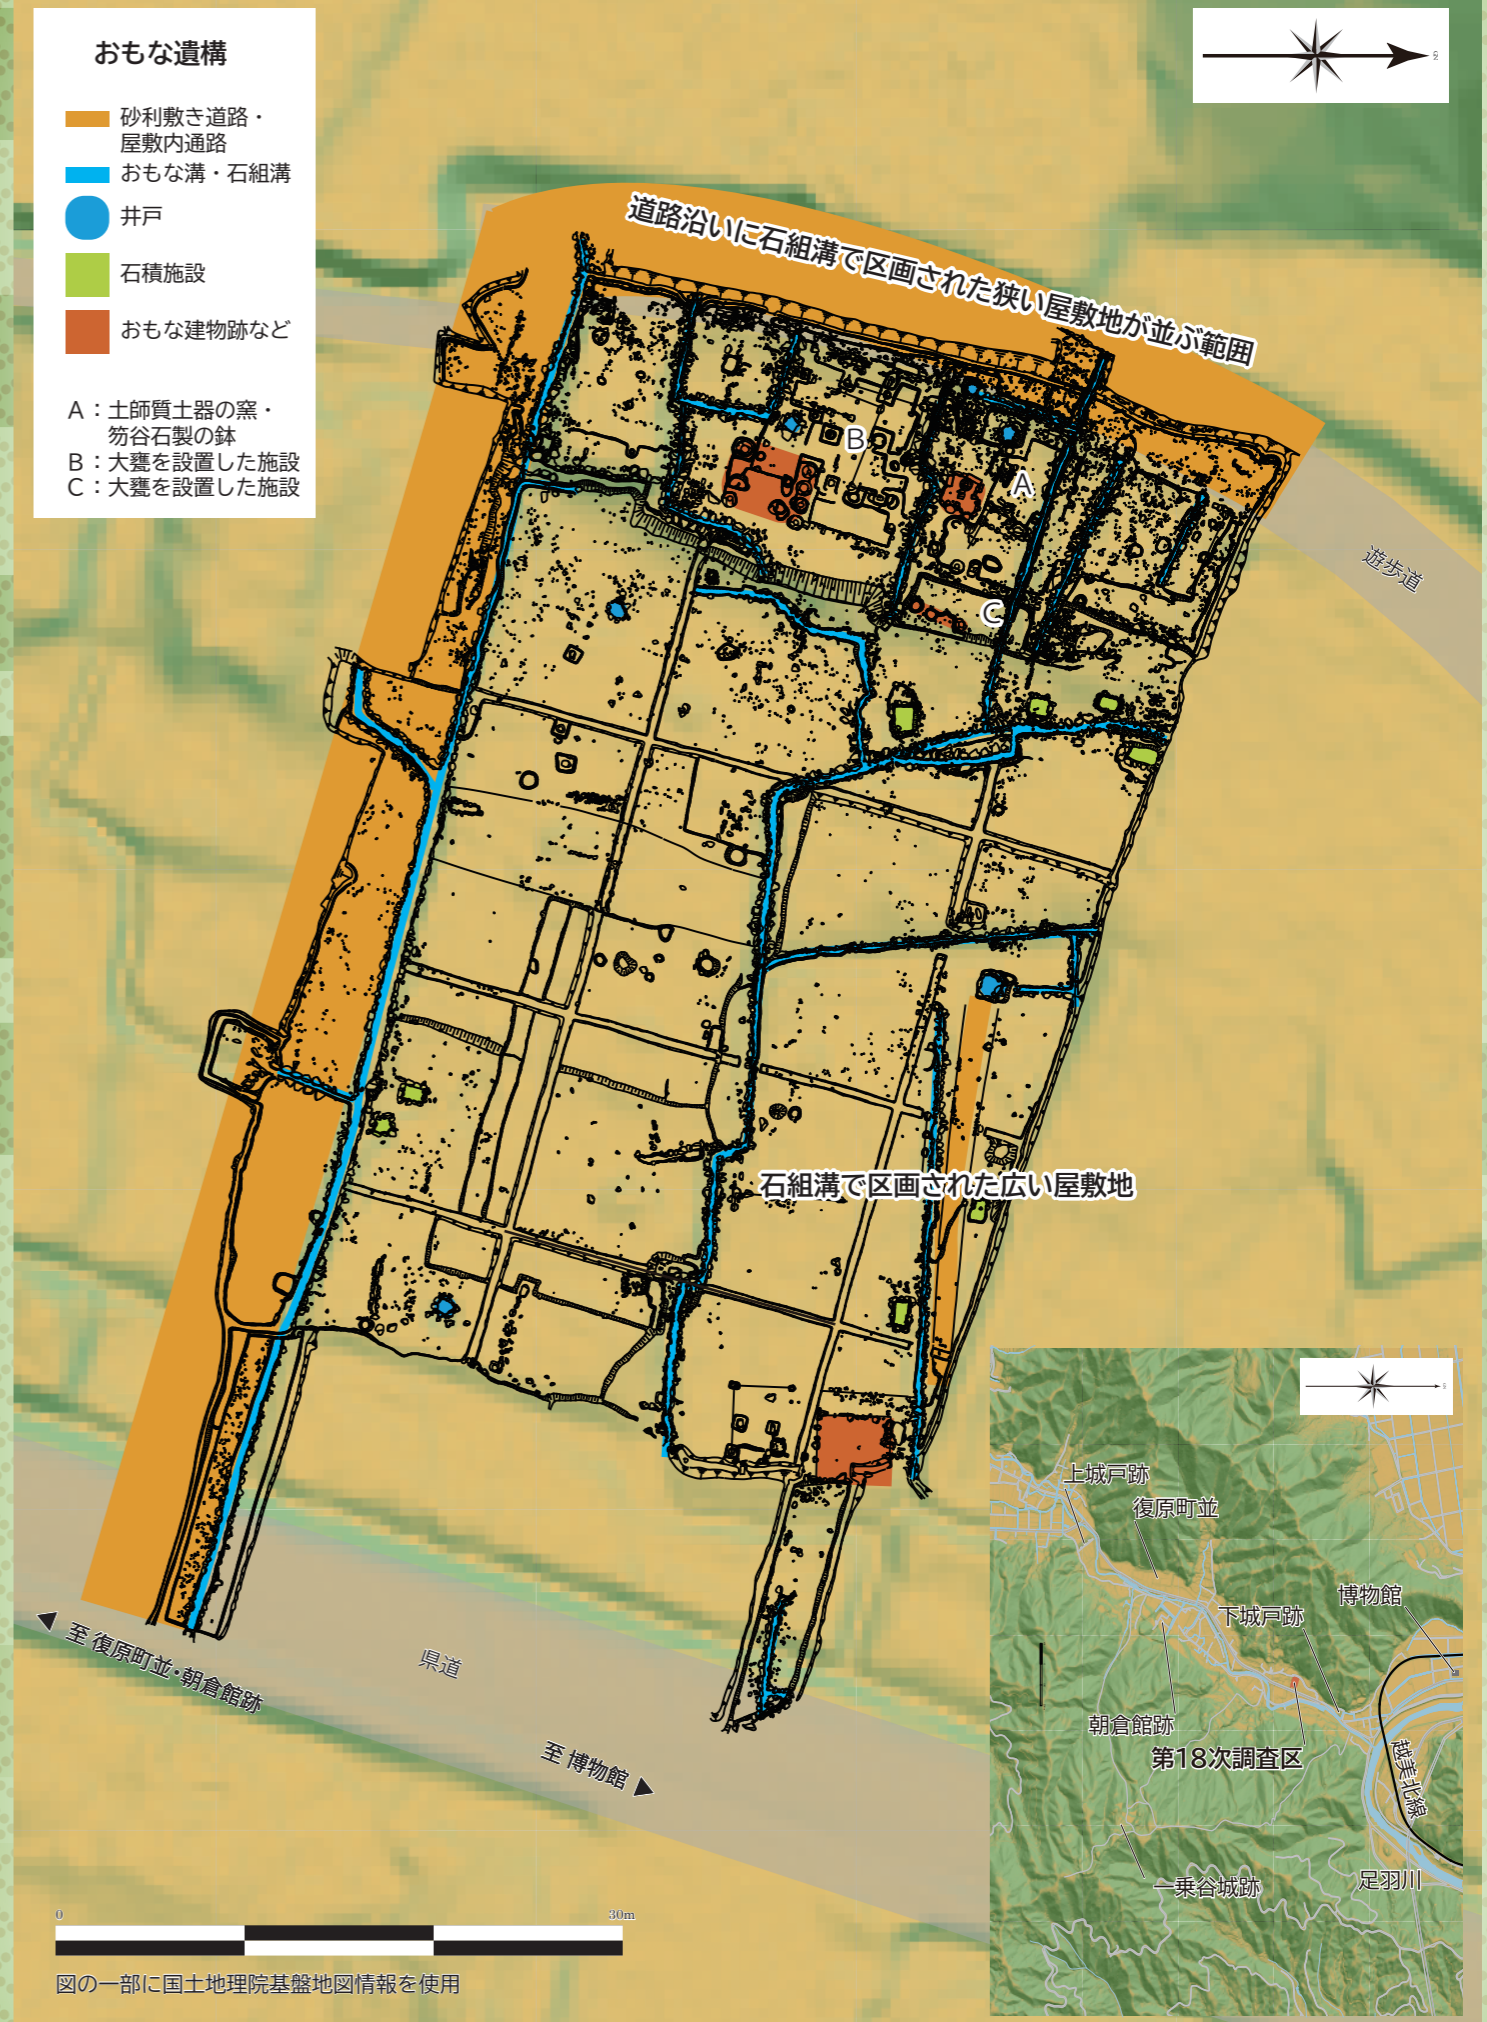 おもな遺構
砂利敷き道路・
屋敷内通路
おもな溝・石組溝
井戸
石積施設
おもな建物跡など
A：土師質土器の窯・
笏谷石製の鉢
B：大甕を設置した施設
C：大甕を設置した施設
道路沿いに石組溝で区画された狭い屋敷地が並ぶ範囲
B
A
C
遊歩道
石組溝で区画された広い屋敷地
◀ 至 復原町並・朝倉館跡
県道
至 博物館 ▶
0
30m
図の一部に国土地理院基盤地図情報を使用
上城戸跡
復原町並
博物館
下城戸跡
朝倉館跡
第18次調査区
越美北線
一乗谷城跡
足羽川